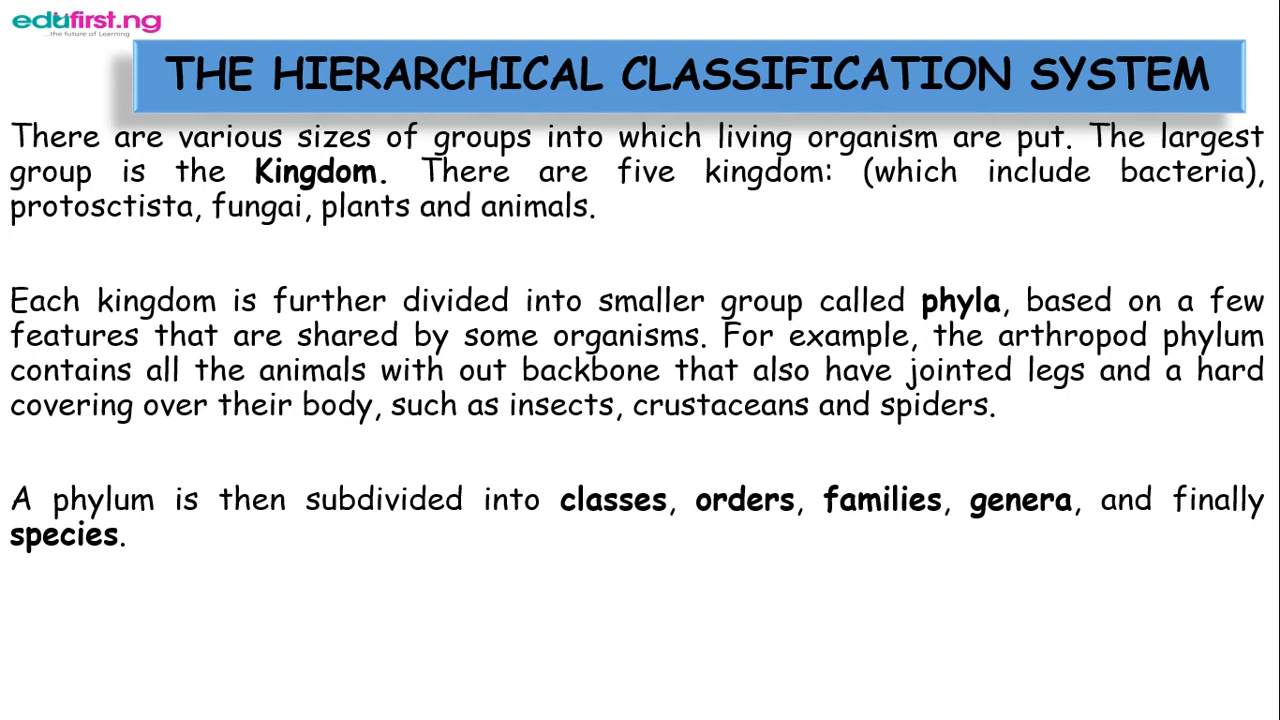 edufirst.ng
...the future of Learning
THE HIERARCHICAL CLASSIFICATION SYSTEM
There are various sizes of groups into which living organism are put. The largest
group is the Kingdom. There are five kingdom: (which include bacteria),
protosctista, fungai, plants and animals.
Each kingdom is further divided into smaller group called phyla, based on a few
features that are shared by some organisms. For example, the arthropod phylum
contains all the animals with out backbone that also have jointed legs and a hard
covering over their body, such as insects, crustaceans and spiders.
A phylum is then subdivided into classes, orders, families, genera, and finally
species.